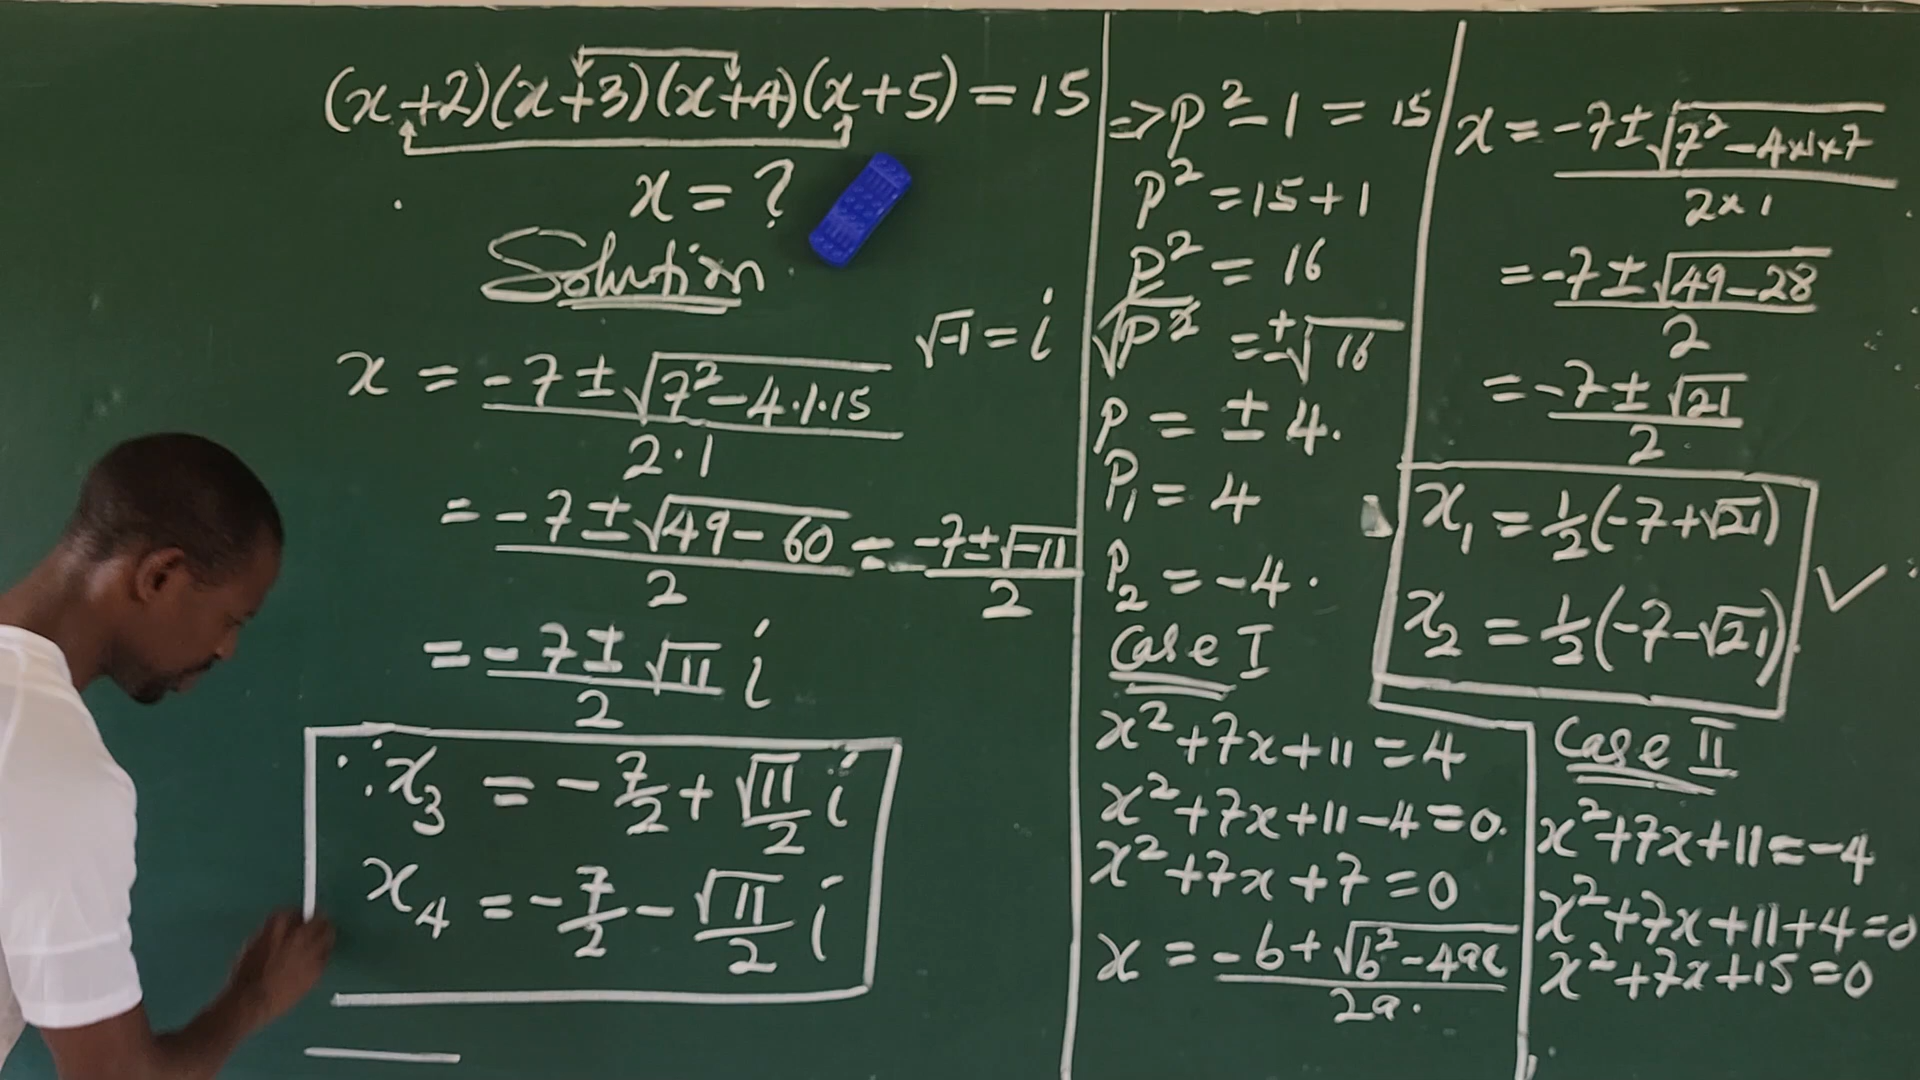 (x+2)(x+3)(x+4)(x+5) = 15
x = ?
Solution
√-1 = i
x = -7 ± √7² - 4·1·15 / 2·1
= -7 ± √49 - 60 / 2 = -7 ± √-11 / 2
= -7 ± √11 i / 2
∴ x₃ = -7/2 + √11/2 i
x₄ = -7/2 - √11/2 i
=> p² - 1 = 15
p² = 15 + 1
p² = 16
√p² = ±√16
p = ± 4.
p₁ = 4
p₂ = -4.
Case I
x² + 7x + 11 = 4
x² + 7x + 11 - 4 = 0.
x² + 7x + 7 = 0
x = -b + √b² - 4ac / 2a.
x = -7 ± √7² - 4x1x7 / 2x1
= -7 ± √49 - 28 / 2
= -7 ± √21 / 2
x₁ = ½(-7 + √21)
x₂ = ½(-7 - √21)
Case II
x² + 7x + 11 = -4
x² + 7x + 11 + 4 = 0
x² + 7x + 15 = 0